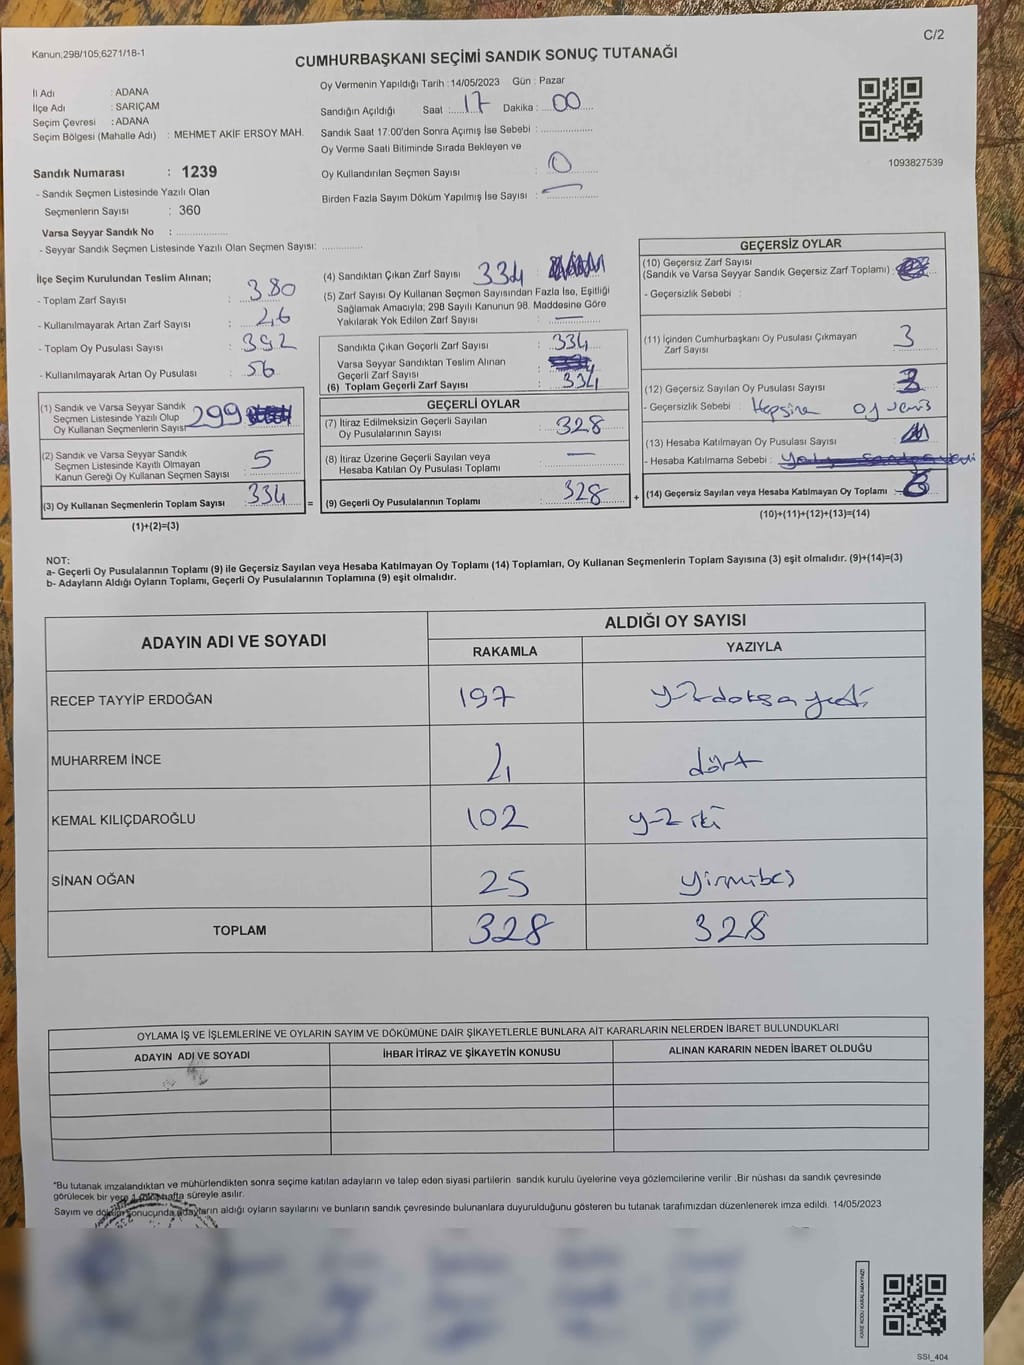 Kanun;298/105,6271/18-1
C/2
CUMHURBAŞKANI SEÇİMİ SANDIK SONUÇ TUTANAĞI
İl Adı : ADANA
İlçe Adı : SARIÇAM
Seçim Çevresi : ADANA
Seçim Bölgesi (Mahalle Adı) : MEHMET AKİF ERSOY MAH.
Sandık Numarası : 1239
- Sandık Seçmen Listesinde Yazılı Olan
Seçmenlerin Sayısı : 360
Varsa Seyyar Sandık No : ..................
- Seyyar Sandık Seçmen Listesinde Yazılı Olan Seçmen Sayısı: ..............
Oy Vermenin Yapıldığı Tarih : 14/05/2023 Gün : Pazar
Sandığın Açıldığı Saat : 17 Dakika : 00
Sandık Saat 17:00'den Sonra Açımış İse Sebebi : ....................
Oy Verme Saati Bitiminde Sırada Bekleyen ve
Oy Kullandırılan Seçmen Sayısı : 0
Birden Fazla Sayım Döküm Yapılmış İse Sayısı : —
1093827539
İlçe Seçim Kurulundan Teslim Alınan;
- Toplam Zarf Sayısı : 380
- Kullanılmayarak Artan Zarf Sayısı : 46
- Toplam Oy Pusulası Sayısı : 392
- Kullanılmayarak Artan Oy Pusulası : 56
(1) Sandık ve Varsa Seyyar Sandık
Seçmen Listesinde Yazılı Olup
Oy Kullanan Seçmenlerin Sayısı 299
(2) Sandık ve Varsa Seyyar Sandık
Seçmen Listesinde Kayıtlı Olmayan
Kanun Gereği Oy Kullanan Seçmen Sayısı 5
(3) Oy Kullanan Seçmenlerin Toplam Sayısı 334 =
(1)+(2)=(3)
(4) Sandıktan Çıkan Zarf Sayısı 334 :
(5) Zarf Sayısı Oy Kullanan Seçmen Sayısından Fazla İse, Eşitliği
Sağlamak Amacıyla; 298 Sayılı Kanunun 98. Maddesine Göre
Yakılarak Yok Edilen Zarf Sayısı : —
Sandıkta Çıkan Geçerli Zarf Sayısı : 334
Varsa Seyyar Sandıktan Teslim Alınan
Geçerli Zarf Sayısı :
(6) Toplam Geçerli Zarf Sayısı : 334
GEÇERLİ OYLAR
(7) İtiraz Edilmeksizin Geçerli Sayılan
Oy Pusulalarının Sayısı : 328
(8) İtiraz Üzerine Geçerli Sayılan veya
Hesaba Katılan Oy Pusulası Toplamı : —
(9) Geçerli Oy Pusulalarının Toplamı : 328 +
GEÇERSİZ OYLAR
(10) Geçersiz Zarf Sayısı
(Sandık ve Varsa Seyyar Sandık Geçersiz Zarf Toplamı) :
- Geçersizlik Sebebi :
(11) İçinden Cumhurbaşkanı Oy Pusulası Çıkmayan
Zarf Sayısı 3
(12) Geçersiz Sayılan Oy Pusulası Sayısı : 3
- Geçersizlik Sebebi : Hepsine oy vermiş
(13) Hesaba Katılmayan Oy Pusulası Sayısı :
- Hesaba Katılmama Sebebi :
(14) Geçersiz Sayılan veya Hesaba Katılmayan Oy Toplamı : 6
(10)+(11)+(12)+(13)=(14)
NOT:
a- Geçerli Oy Pusulalarının Toplamı (9) ile Geçersiz Sayılan veya Hesaba Katılmayan Oy Toplamı (14) Toplamları, Oy Kullanan Seçmenlerin Toplam Sayısına (3) eşit olmalıdır. (9)+(14)=(3)
b- Adayların Aldığı Oyların Toplamı, Geçerli Oy Pusulalarının Toplamına (9) eşit olmalıdır.
ADAYIN ADI VE SOYADI
ALDIĞI OY SAYISI
RAKAMLA YAZIYLA
RECEP TAYYİP ERDOĞAN 197 yüzdoksan yedi
MUHARREM İNCE 4 dört
KEMAL KILIÇDAROĞLU 102 yüz iki
SİNAN OĞAN 25 yirmibeş
TOPLAM 328 328
OYLAMA İŞ VE İŞLEMLERİNE VE OYLARIN SAYIM VE DÖKÜMÜNE DAİR ŞİKAYETLERLE BUNLARA AİT KARARLARIN NELERDEN İBARET BULUNDUKLARI
ADAYIN ADI VE SOYADI İHBAR İTİRAZ VE ŞİKAYETİN KONUSU ALINAN KARARIN NEDEN İBARET OLDUĞU
*Bu tutanak imzalandıktan ve mühürlendikten sonra seçime katılan adayların ve talep eden siyasi partilerin sandık kurulu üyelerine veya gözlemcilerine verilir .Bir nüshası da sandık çevresinde
görülecek bir yere 1 hafta süreyle asılır.
Sayım ve döküm sonucunda adayların aldığı oyların sayılarını ve bunların sandık çevresinde bulunanlara duyurulduğunu gösteren bu tutanak tarafımızdan düzenlenerek imza edildi. 14/05/2023
KARE KODU KARALAMAYINIZ!
SSI_404